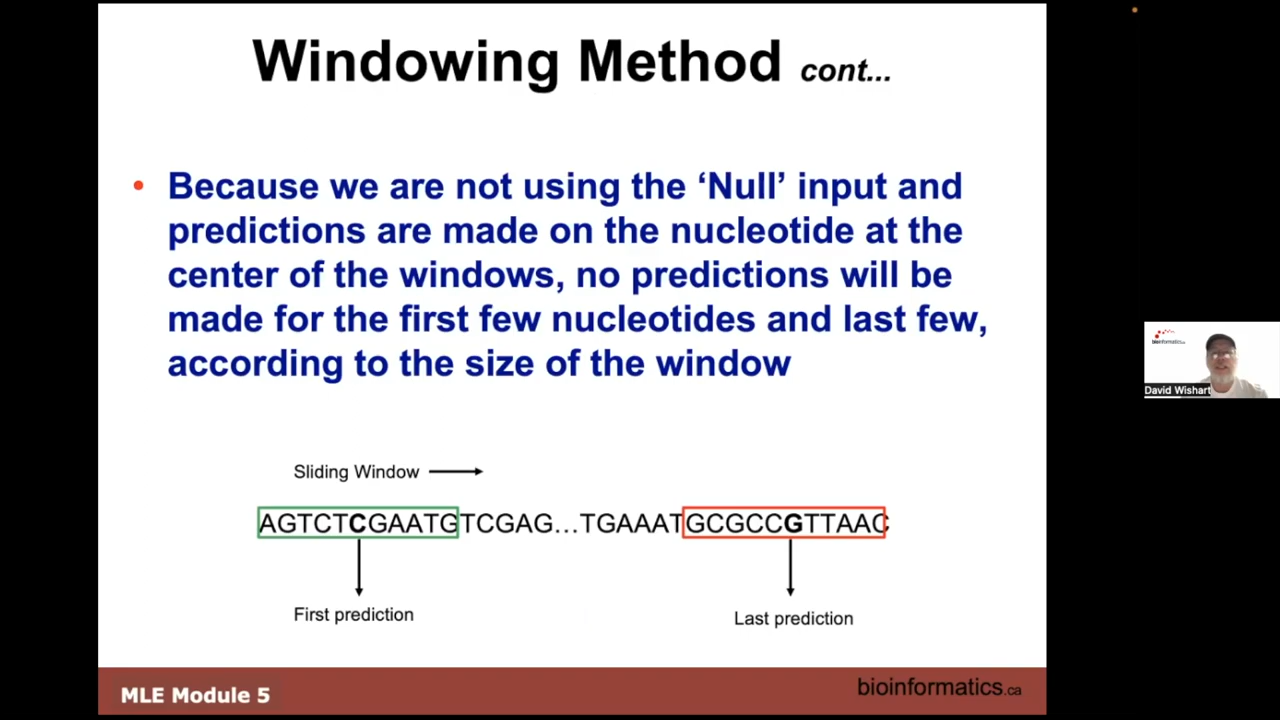 Windowing Method cont...
• Because we are not using the ‘Null’ input and
predictions are made on the nucleotide at the
center of the windows, no predictions will be
made for the first few nucleotides and last few,
according to the size of the window
Sliding Window
AGTCTCGAATGTCGAG...TGAAATGCGCCGTTAAC
First prediction
Last prediction
MLE Module 5
bioinformatics.ca
bioinformatics.ca
David Wishart